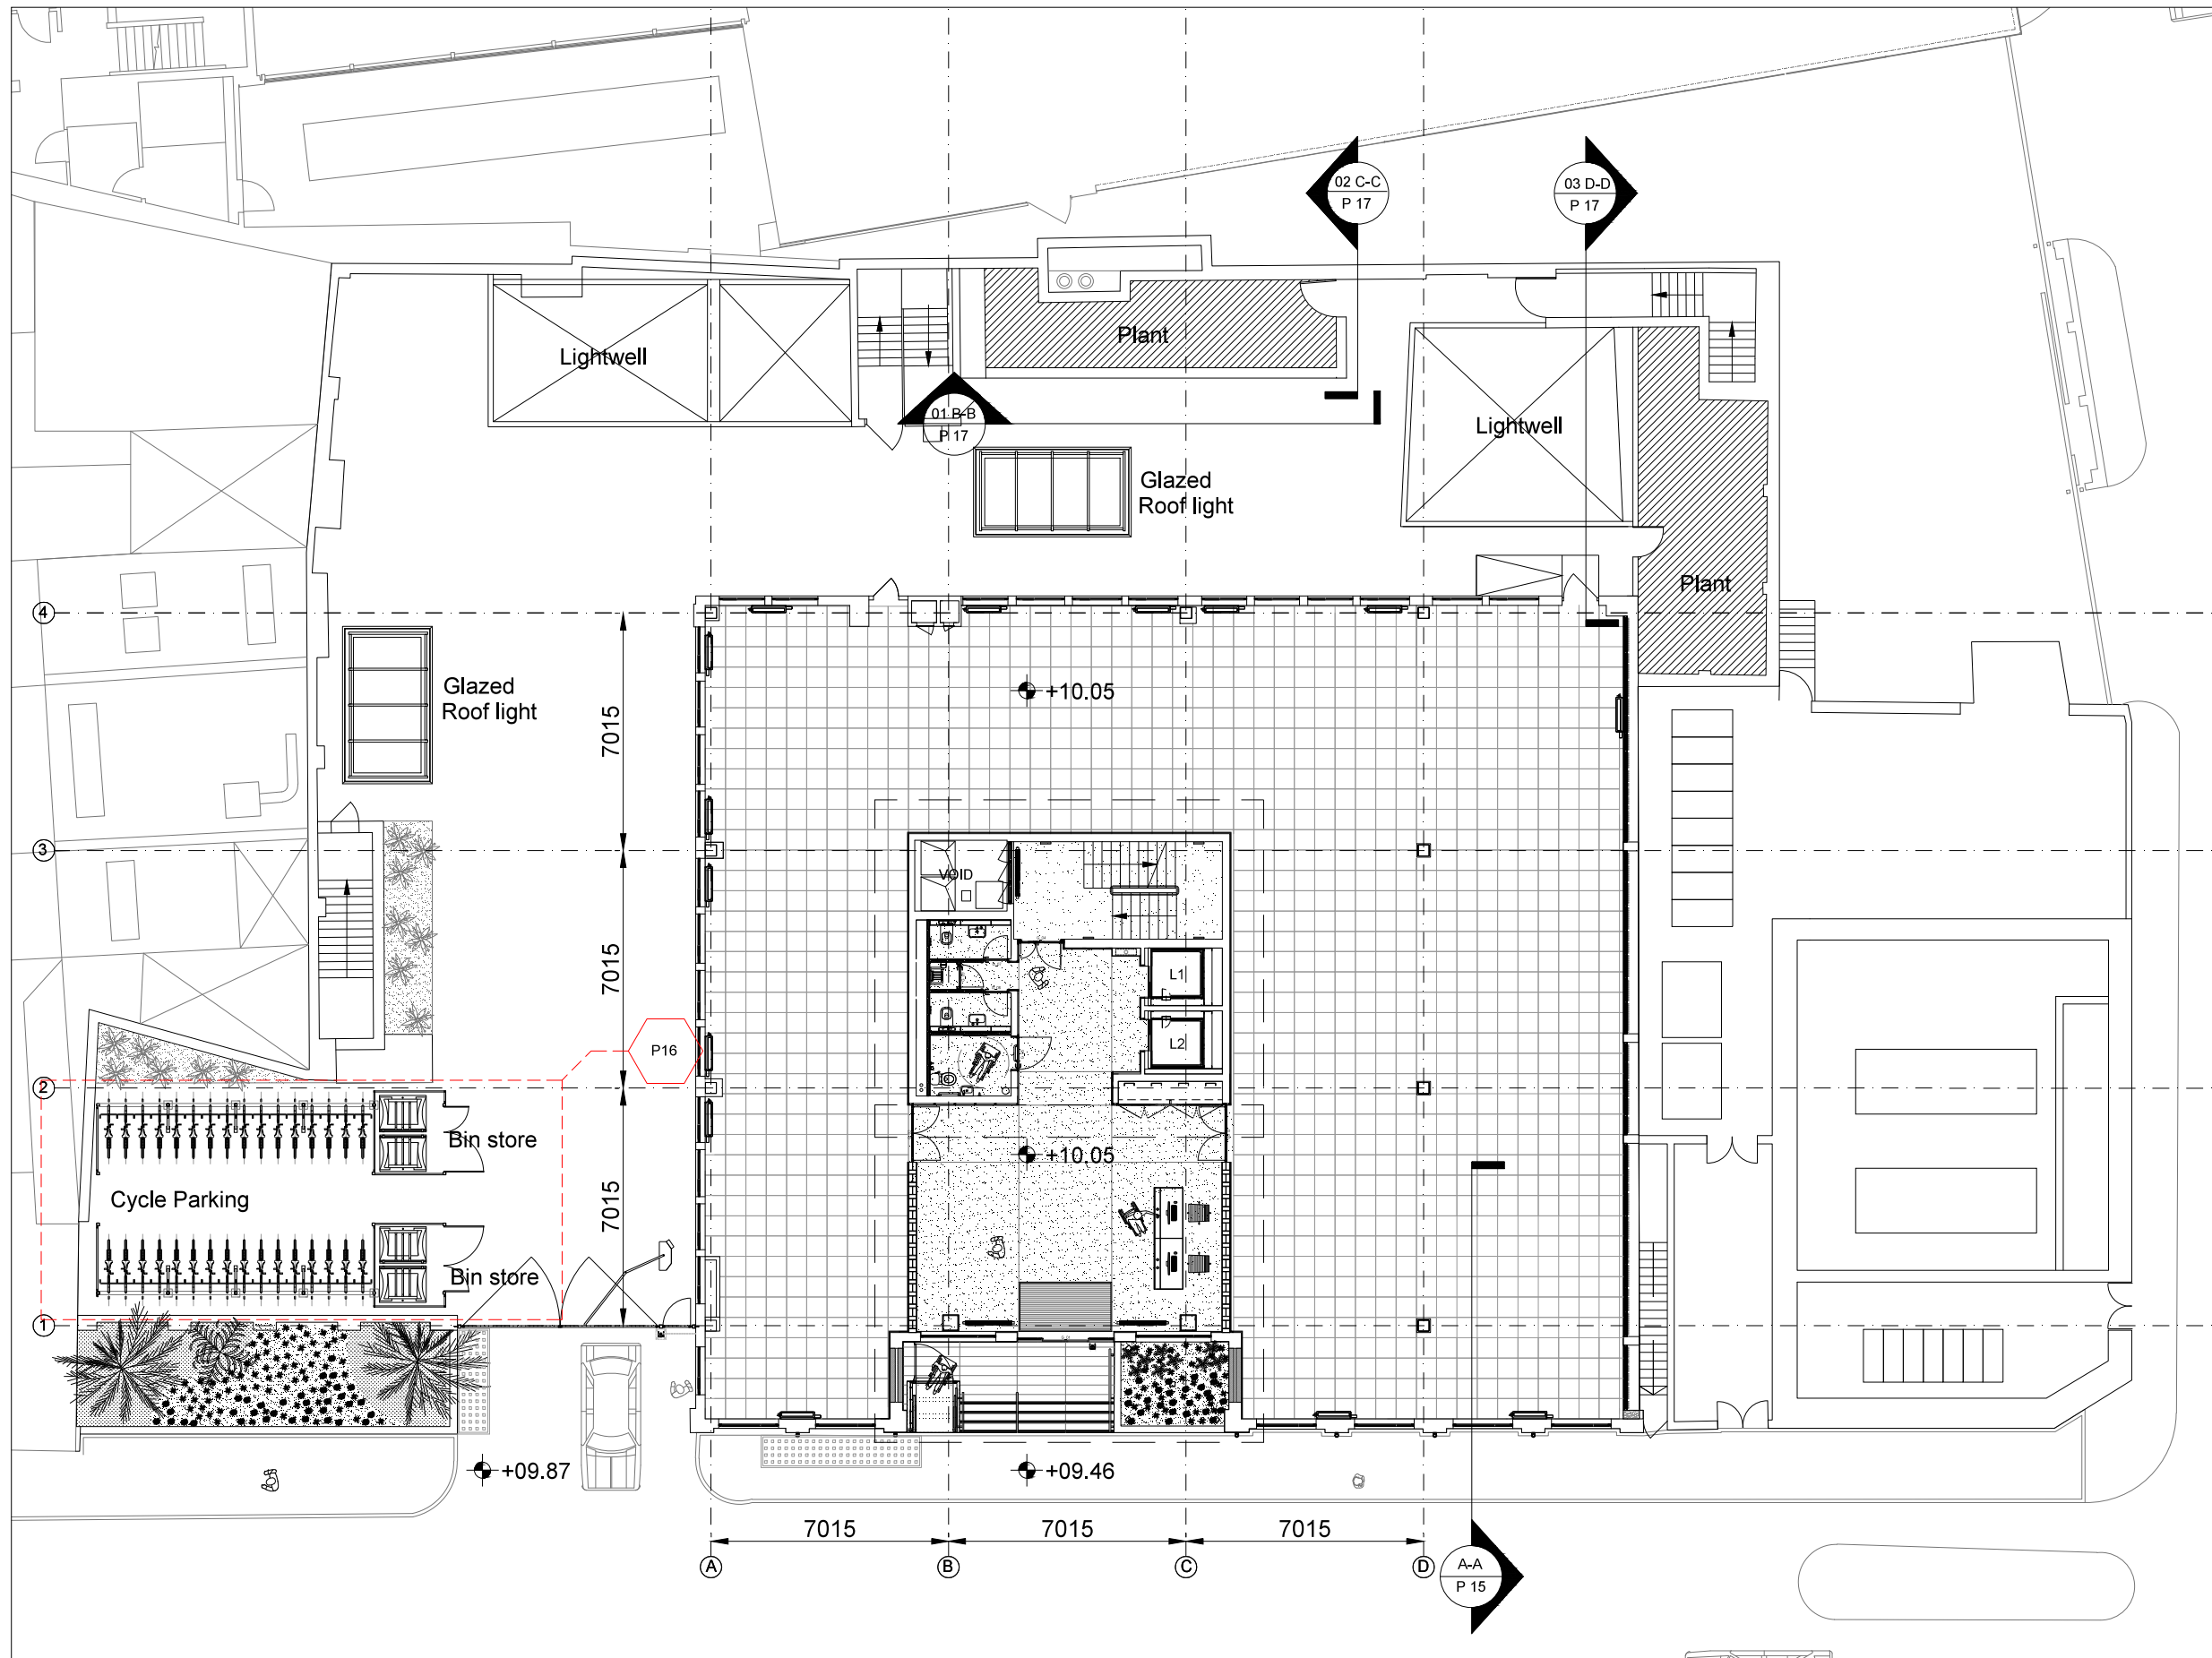 02 C-C
P 17
03 D-D
P 17
Plant
Lightwell
01 B-B
P 17
Lightwell
Glazed
Roof light
Plant
4
Glazed
Roof light
+10.05
7015
3
VOID
7015
L1
L2
P16
2
Bin store
+10.05
Cycle Parking
7015
Bin store
1
+09.87
+09.46
7015
7015
7015
A
B
C
D
A-A
P 15